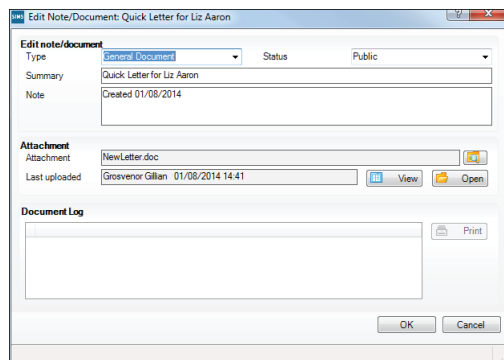 SIMS Edit Note/Document: Quick Letter for Liz Aaron
Edit note/document
Type General Document Status Public
Summary Quick Letter for Liz Aaron
Note Created 01/08/2014
Attachment
Attachment NewLetter.doc
Last uploaded Grosvenor Gillian 01/08/2014 14:41 View Open
Document Log
Print
OK Cancel